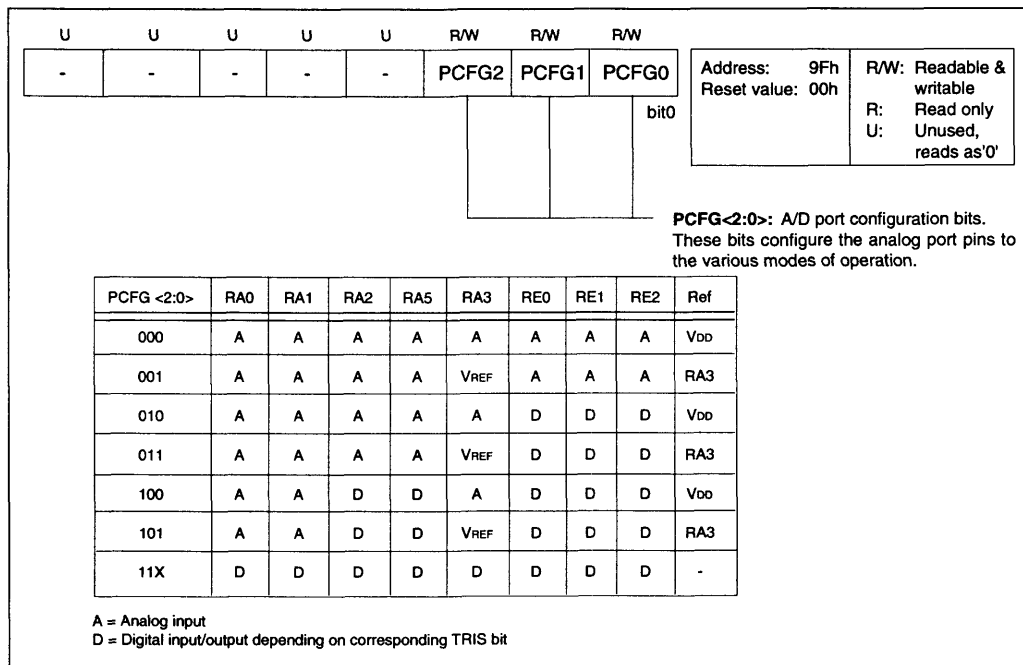 U U U U U R/W R/W R/W
- - - - - PCFG2 PCFG1 PCFG0
bit0
Address: 9Fh
Reset value: 00h
R/W: Readable & writable
R: Read only
U: Unused, reads as'0'
PCFG<2:0>: A/D port configuration bits.
These bits configure the analog port pins to
the various modes of operation.
PCFG <2:0> RA0 RA1 RA2 RA5 RA3 RE0 RE1 RE2 Ref
000 A A A A A A A A VDD
001 A A A A VREF A A A RA3
010 A A A A A D D D VDD
011 A A A A VREF D D D RA3
100 A A D D A D D D VDD
101 A A D D VREF D D D RA3
11X D D D D D D D D -
A = Analog input
D = Digital input/output depending on corresponding TRIS bit